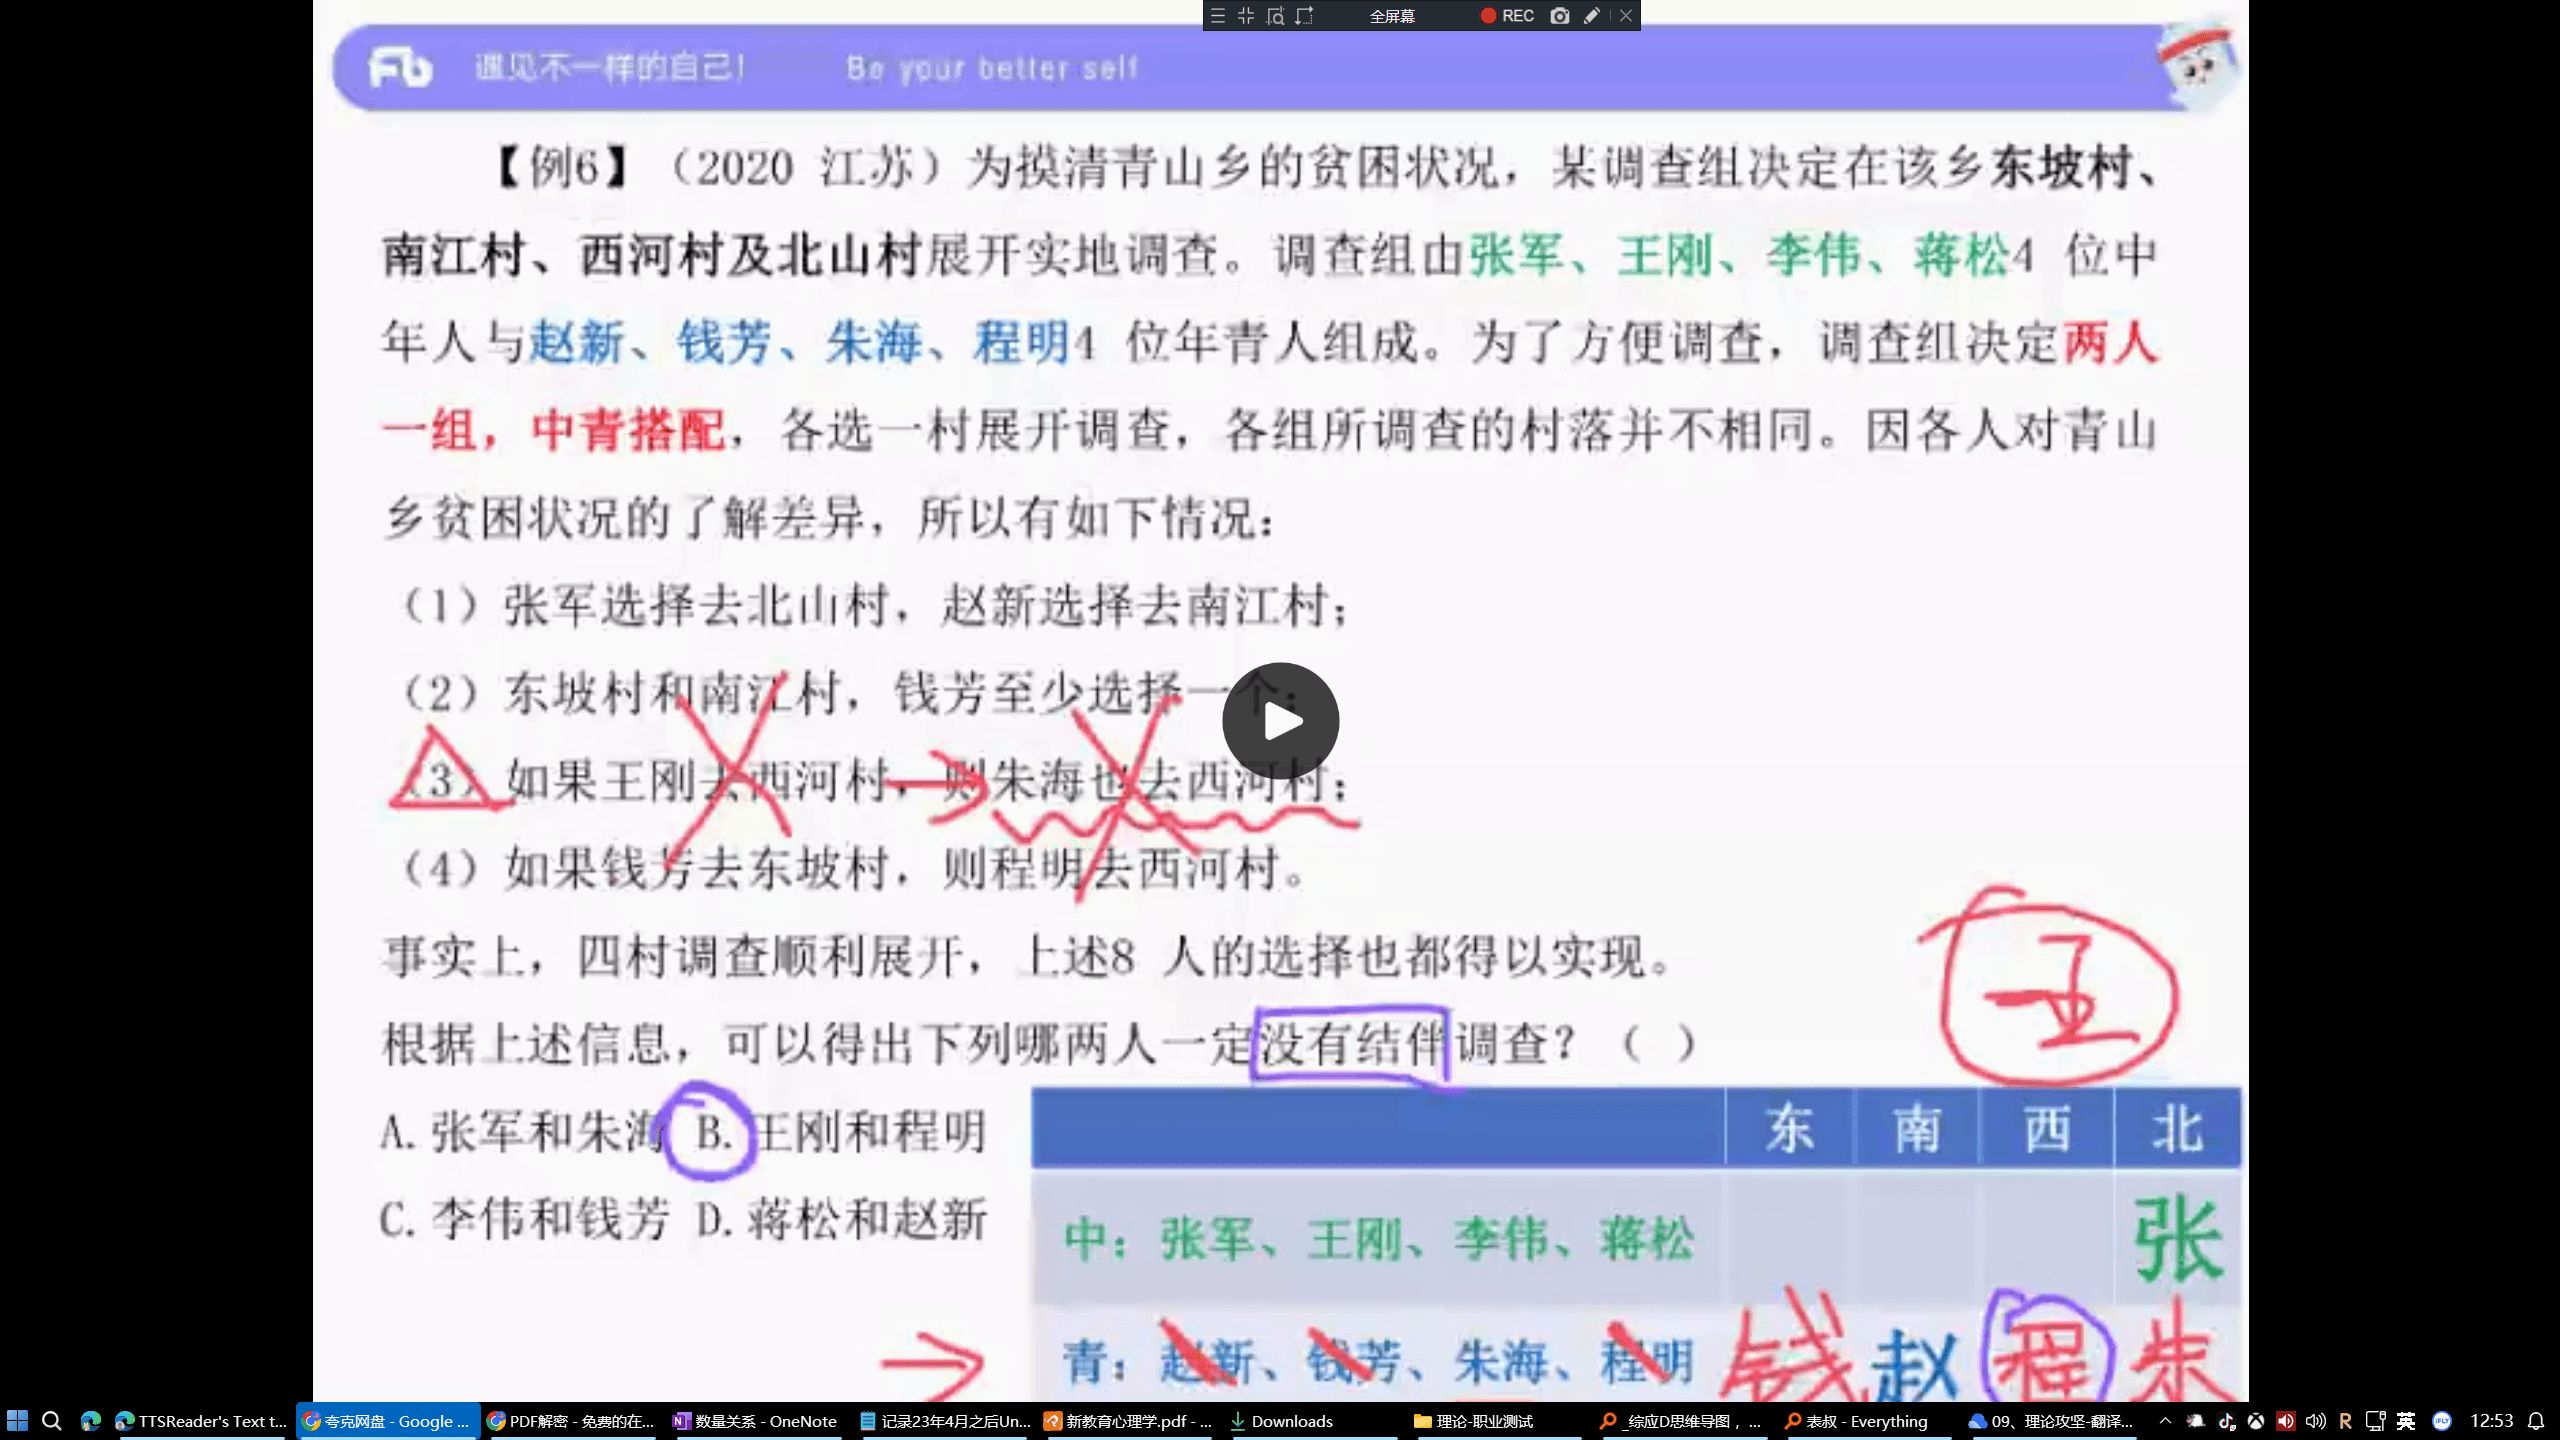 全屏幕 REC
Fb 遇见不一样的自己! Be your better self
【例6】（2020 江苏）为摸清青山乡的贫困状况，某调查组决定在该乡东坡村、
南江村、西河村及北山村展开实地调查。调查组由张军、王刚、李伟、蒋松4 位中
年人与赵新、钱芳、朱海、程明4 位年青人组成。为了方便调查，调查组决定两人
一组，中青搭配，各选一村展开调查，各组所调查的村落并不相同。因各人对青山
乡贫困状况的了解差异，所以有如下情况：
（1）张军选择去北山村，赵新选择去南江村；
（2）东坡村和南江村，钱芳至少选择一个；
（3）如果王刚去西河村，则朱海也去西河村；
（4）如果钱芳去东坡村，则程明去西河村。
事实上，四村调查顺利展开，上述8 人的选择也都得以实现。
王
根据上述信息，可以得出下列哪两人一定没有结伴调查？（ ）
A.张军和朱海 B.王刚和程明
C.李伟和钱芳 D.蒋松和赵新
东 南 西 北
中：张军、王刚、李伟、蒋松 张
青：赵新、钱芳、朱海、程明 钱 赵 程 朱
TTSReader's Text t... 夸克网盘 - Google ... PDF解密 - 免费的在... 数量关系 - OneNote 记录23年4月之后Un... 新教育心理学.pdf - ... Downloads 理论-职业测试 _综应D思维导图， ... 表叔 - Everything 09、理论攻坚-翻译... R 英 iFLY 12:53